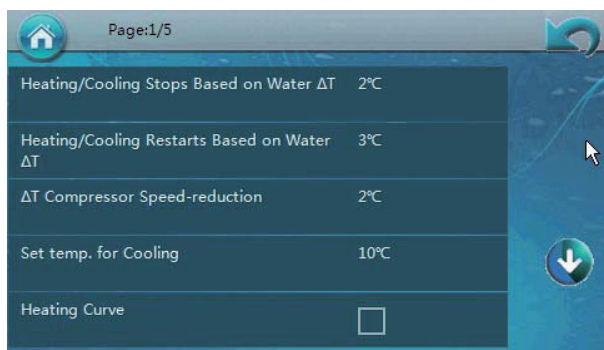 Page:1/5
Heating/Cooling Stops Based on Water ΔT 2℃
Heating/Cooling Restarts Based on Water 3℃
ΔT
ΔT Compressor Speed-reduction 2℃
Set temp. for Cooling 10℃
Heating Curve